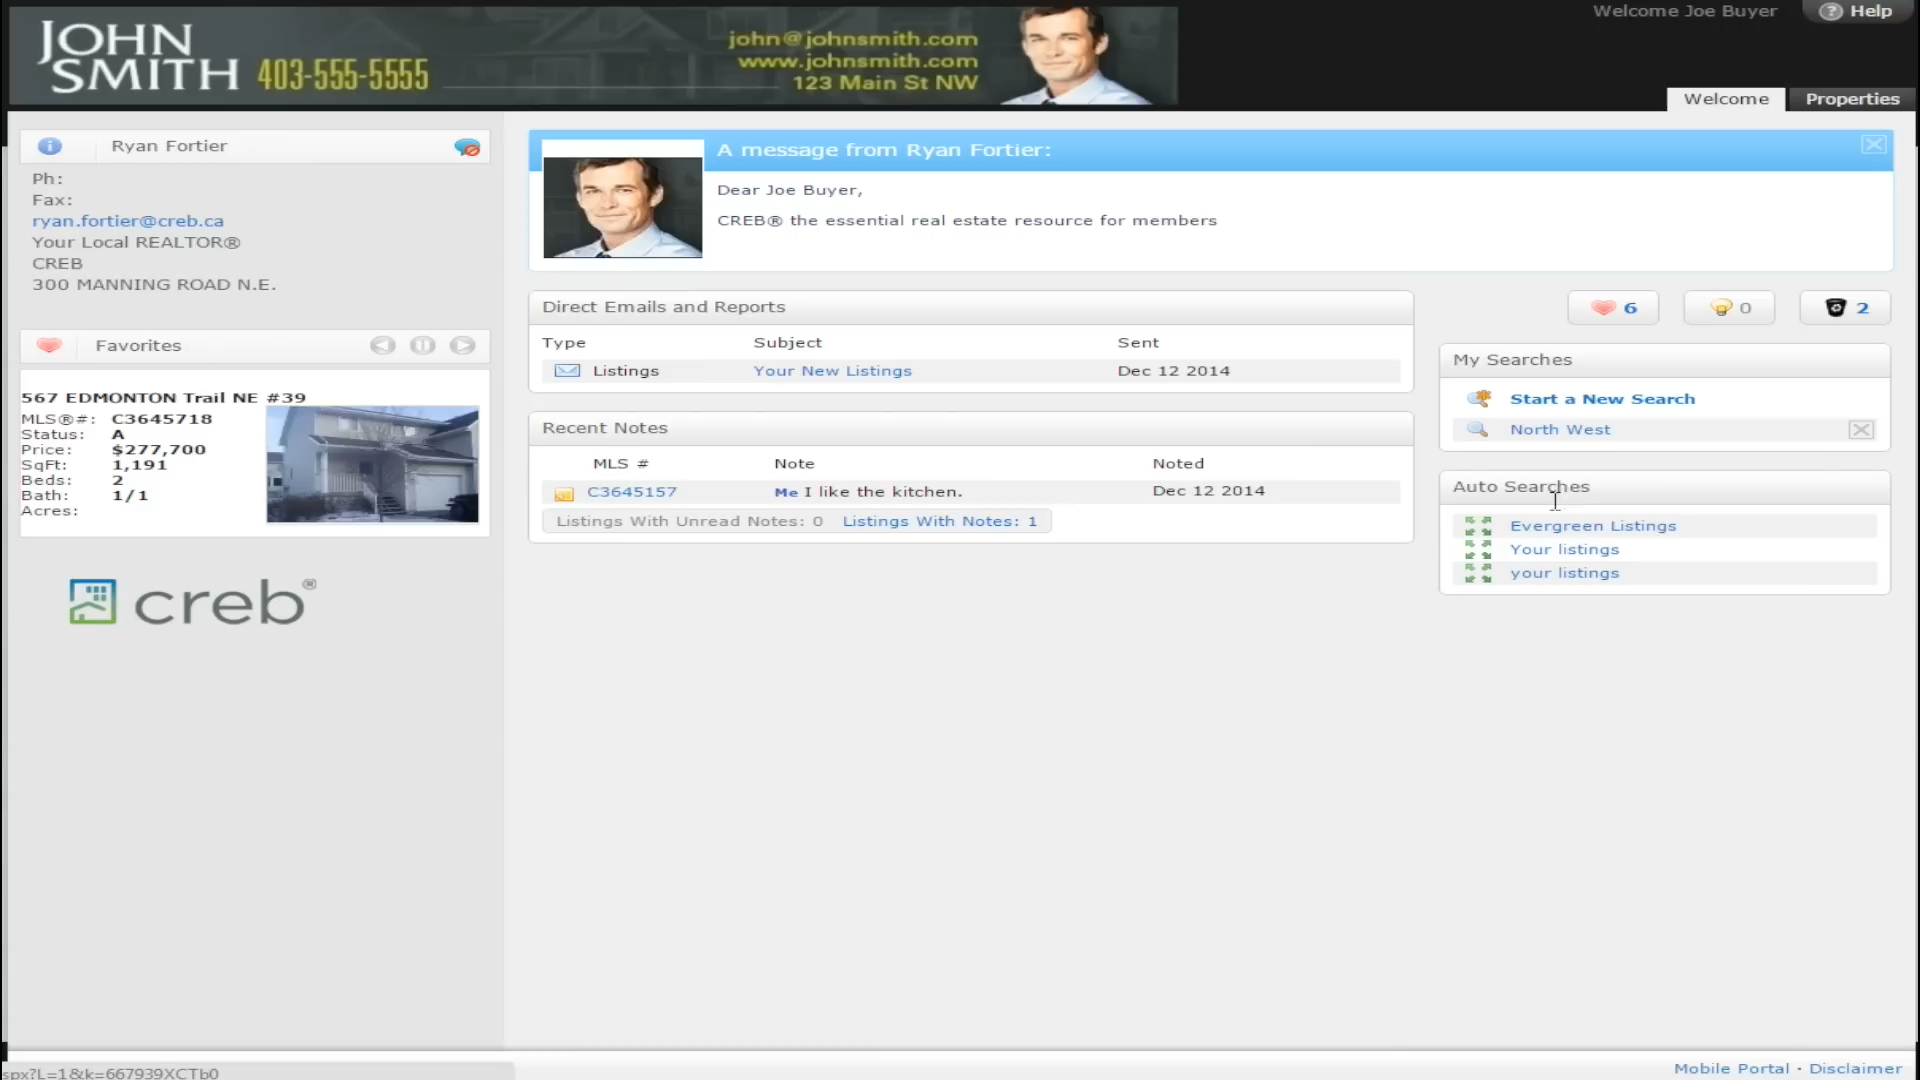 JOHN
SMITH 403-555-5555
john@johnsmith.com
www.johnsmith.com
123 Main St NW
Welcome Joe Buyer
Help
Welcome
Properties
Ryan Fortier
Ph:
Fax:
ryan.fortier@creb.ca
Your Local REALTOR®
CREB
300 MANNING ROAD N.E.
Favorites
567 EDMONTON Trail NE #39
MLS®#: C3645718
Status: A
Price: $277,700
SqFt: 1,191
Beds: 2
Bath: 1/1
Acres:
creb®
A message from Ryan Fortier:
Dear Joe Buyer,
CREB® the essential real estate resource for members
Direct Emails and Reports
Type Subject Sent
Listings Your New Listings Dec 12 2014
Recent Notes
MLS # Note Noted
C3645157 Me I like the kitchen. Dec 12 2014
Listings With Unread Notes: 0 Listings With Notes: 1
6 0 2
My Searches
Start a New Search
North West
Auto Searches
Evergreen Listings
Your listings
your listings
spx?L=1&k=667939XCTb0
Mobile Portal · Disclaimer